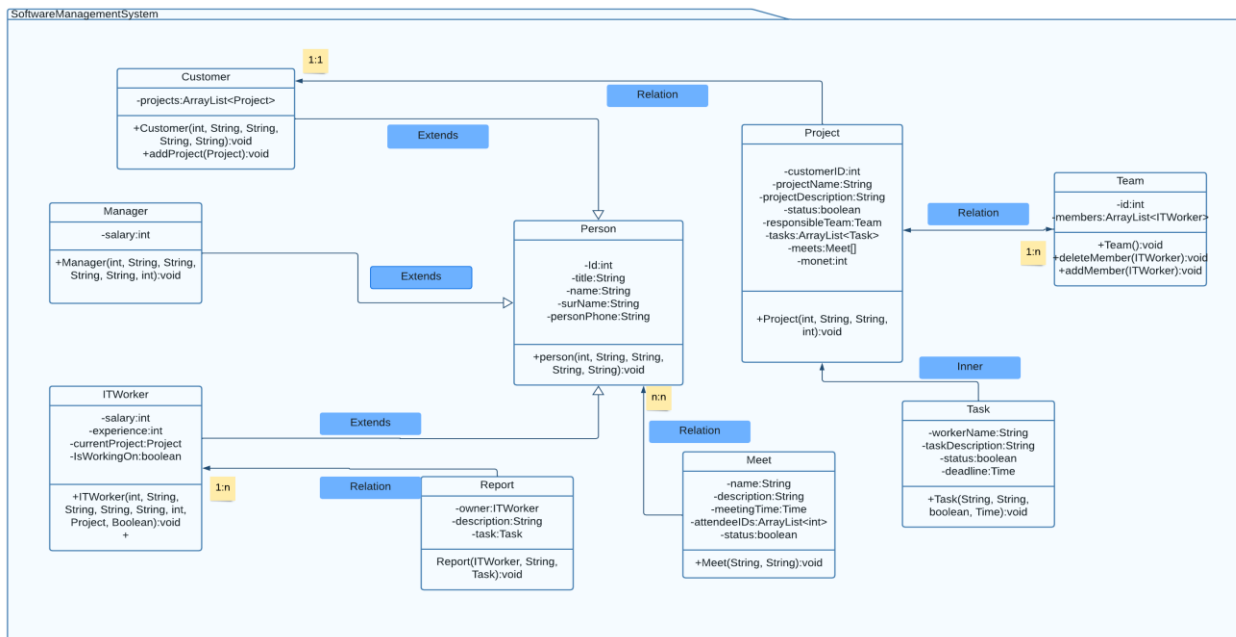 SoftwareManagementSystem
1:1
Customer
-projects:ArrayList<Project>
+Customer(int, String, String,
String, String):void
+addProject(Project):void
Relation
Extends
Project
-customerID:int
-projectName:String
-projectDescription:String
-status:boolean
-responsibleTeam:Team
-tasks:ArrayList<Task>
-meets:Meet[]
-monet:int
+Project(int, String, String,
int):void
Team
-id:int
-members:ArrayList<ITWorker>
+Team():void
+deleteMember(ITWorker):void
+addMember(ITWorker):void
Relation
1:n
Manager
-salary:int
+Manager(int, String, String,
String, String, int):void
Extends
Person
-Id:int
-title:String
-name:String
-surName:String
-personPhone:String
+person(int, String, String,
String, String):void
Inner
n:n
ITWorker
-salary:int
-experience:int
-currentProject:Project
-IsWorkingOn:boolean
+ITWorker(int, String,
String, String, String, int,
Project, Boolean):void
+
Extends
Relation
Task
-workerName:String
-taskDescription:String
-status:boolean
-deadline:Time
+Task(String, String,
boolean, Time):void
Meet
-name:String
-description:String
-meetingTime:Time
-attendeeIDs:ArrayList<int>
-status:boolean
+Meet(String, String):void
1:n
Relation
Report
-owner:ITWorker
-description:String
-task:Task
Report(ITWorker, String,
Task):void